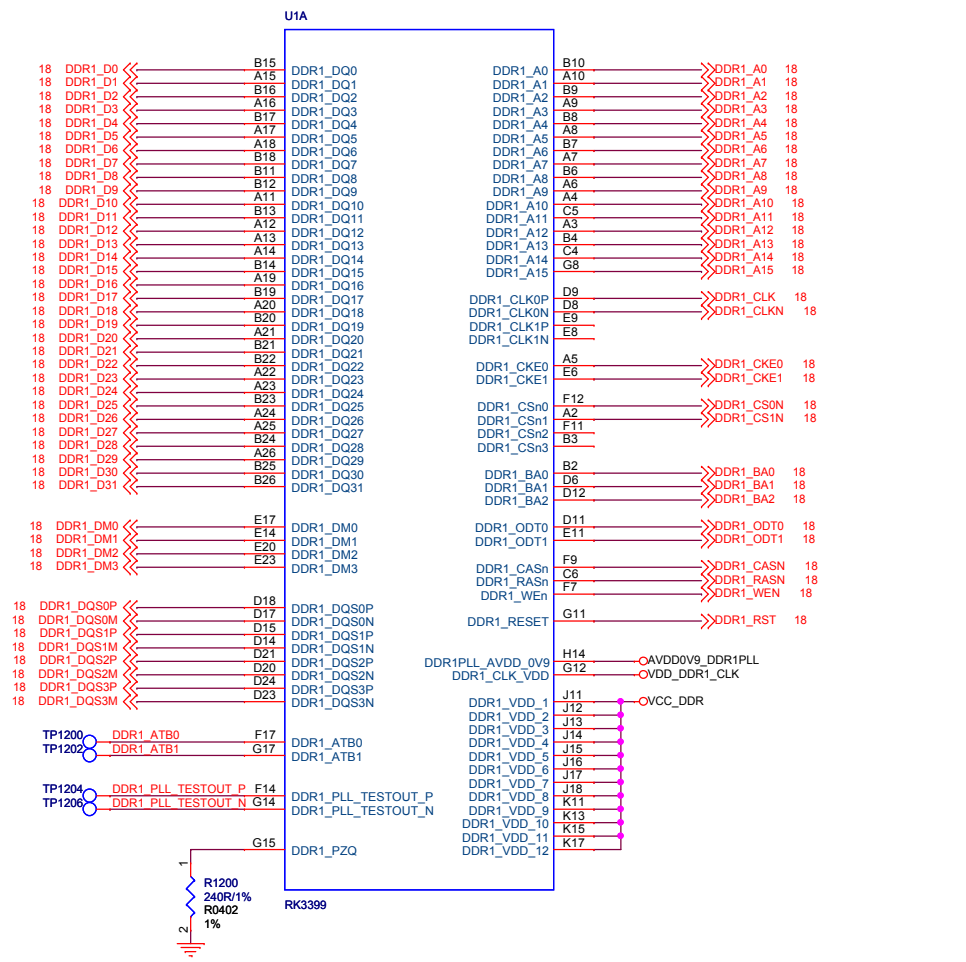 U1A
18 DDR1_D0 B15 DDR1_DQ0 DDR1_A0 B10 DDR1_A0 18
18 DDR1_D1 A15 DDR1_DQ1 DDR1_A1 A10 DDR1_A1 18
18 DDR1_D2 B16 DDR1_DQ2 DDR1_A2 B9 DDR1_A2 18
18 DDR1_D3 A16 DDR1_DQ3 DDR1_A3 A9 DDR1_A3 18
18 DDR1_D4 B17 DDR1_DQ4 DDR1_A4 B8 DDR1_A4 18
18 DDR1_D5 A17 DDR1_DQ5 DDR1_A5 A8 DDR1_A5 18
18 DDR1_D6 A18 DDR1_DQ6 DDR1_A6 B7 DDR1_A6 18
18 DDR1_D7 B18 DDR1_DQ7 DDR1_A7 A7 DDR1_A7 18
18 DDR1_D8 B11 DDR1_DQ8 DDR1_A8 B6 DDR1_A8 18
18 DDR1_D9 B12 DDR1_DQ9 DDR1_A9 A6 DDR1_A9 18
18 DDR1_D10 A11 DDR1_DQ10 DDR1_A10 A4 DDR1_A10 18
18 DDR1_D11 B13 DDR1_DQ11 DDR1_A11 C5 DDR1_A11 18
18 DDR1_D12 A12 DDR1_DQ12 DDR1_A12 A3 DDR1_A12 18
18 DDR1_D13 A13 DDR1_DQ13 DDR1_A13 B4 DDR1_A13 18
18 DDR1_D14 A14 DDR1_DQ14 DDR1_A14 C4 DDR1_A14 18
18 DDR1_D15 B14 DDR1_DQ15 DDR1_A15 G8 DDR1_A15 18
18 DDR1_D16 A19 DDR1_DQ16
18 DDR1_D17 B19 DDR1_DQ17 DDR1_CLK0P D9 DDR1_CLK 18
18 DDR1_D18 A20 DDR1_DQ18 DDR1_CLK0N D8 DDR1_CLKN 18
18 DDR1_D19 B20 DDR1_DQ19 DDR1_CLK1P E9
18 DDR1_D20 A21 DDR1_DQ20 DDR1_CLK1N E8
18 DDR1_D21 B21 DDR1_DQ21
18 DDR1_D22 B22 DDR1_DQ22 DDR1_CKE0 A5 DDR1_CKE0 18
18 DDR1_D23 A22 DDR1_DQ23 DDR1_CKE1 E6 DDR1_CKE1 18
18 DDR1_D24 A23 DDR1_DQ24
18 DDR1_D25 B23 DDR1_DQ25 DDR1_CSn0 F12 DDR1_CS0N 18
18 DDR1_D26 A24 DDR1_DQ26 DDR1_CSn1 A2 DDR1_CS1N 18
18 DDR1_D27 A25 DDR1_DQ27 DDR1_CSn2 F11
18 DDR1_D28 B24 DDR1_DQ28 DDR1_CSn3 B3
18 DDR1_D29 A26 DDR1_DQ29
18 DDR1_D30 B25 DDR1_DQ30 DDR1_BA0 B2 DDR1_BA0 18
18 DDR1_D31 B26 DDR1_DQ31 DDR1_BA1 D6 DDR1_BA1 18
DDR1_BA2 D12 DDR1_BA2 18
18 DDR1_DM0 E17 DDR1_DM0 DDR1_ODT0 D11 DDR1_ODT0 18
18 DDR1_DM1 E14 DDR1_DM1 DDR1_ODT1 E11 DDR1_ODT1 18
18 DDR1_DM2 E20 DDR1_DM2
18 DDR1_DM3 E23 DDR1_DM3 DDR1_CASn F9 DDR1_CASN 18
DDR1_RASn C6 DDR1_RASN 18
DDR1_WEn F7 DDR1_WEN 18
18 DDR1_DQS0P D18 DDR1_DQS0P
18 DDR1_DQS0M D17 DDR1_DQS0N DDR1_RESET G11 DDR1_RST 18
18 DDR1_DQS1P D15 DDR1_DQS1P
18 DDR1_DQS1M D14 DDR1_DQS1N
18 DDR1_DQS2P D21 DDR1_DQS2P DDR1PLL_AVDD_0V9 H14 AVDD0V9_DDR1PLL
18 DDR1_DQS2M D20 DDR1_DQS2N DDR1_CLK_VDD G12 VDD_DDR1_CLK
18 DDR1_DQS3P D24 DDR1_DQS3P
18 DDR1_DQS3M D23 DDR1_DQS3N DDR1_VDD_1 J11 VCC_DDR
DDR1_VDD_2 J12
DDR1_VDD_3 J13
TP1200 DDR1_ATB0 F17 DDR1_ATB0 DDR1_VDD_4 J14
TP1202 DDR1_ATB1 G17 DDR1_ATB1 DDR1_VDD_5 J15
DDR1_VDD_6 J16
DDR1_VDD_7 J17
TP1204 DDR1_PLL_TESTOUT_P F14 DDR1_PLL_TESTOUT_P DDR1_VDD_8 J18
TP1206 DDR1_PLL_TESTOUT_N G14 DDR1_PLL_TESTOUT_N DDR1_VDD_9 K11
DDR1_VDD_10 K13
DDR1_VDD_11 K15
G15 DDR1_PZQ DDR1_VDD_12 K17
1
R1200
240R/1%
R0402
1%
2
RK3399